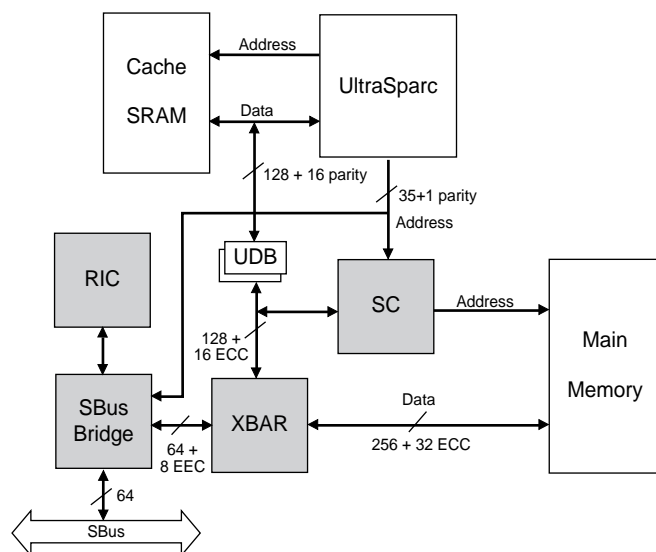 Cache
SRAM
Address
UltraSparc
Data
128 + 16 parity
35+1 parity
Address
UDB
RIC
SC
Address
Main
Memory
128 +
16 ECC
SBus
Bridge
XBAR
Data
64 +
8 EEC
256 + 32 ECC
64
SBus